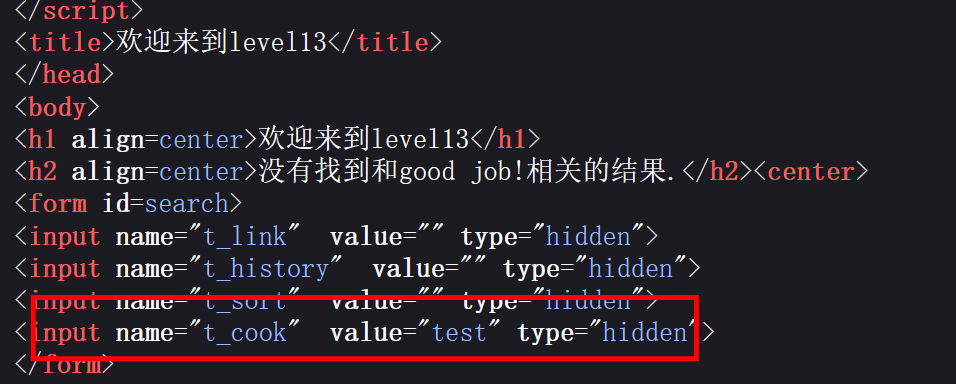 </script>
<title>欢迎来到level13</title>
</head>
<body>
<h1 align=center>欢迎来到level13</h1>
<h2 align=center>没有找到和good job!相关的结果.</h2><center>
<form id=search>
<input name="t_link"  value="" type="hidden">
<input name="t_history"  value="" type="hidden">
<input name="t_sort"  value="" type="hidden">
<input name="t_cook"  value="test" type="hidden">
</form>